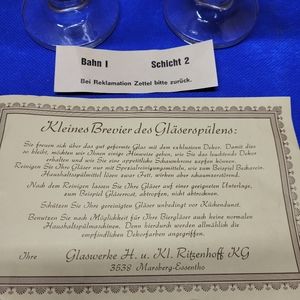 Bahn I Schicht 2
Bei Reklamation Zettel bitte zurück.
Kleines Brevier des Gläserspülens:
Sie freuen sich über das gut geformte Glas mit dem exklusiven Dekor. Damit dies
so bleibt, möchten wir Ihnen einige Hinweise geben, wie Sie das leuchtende Dekor
erhalten und wie Sie eine appetitliche Schaumkrone zapfen können.
Reinigen Sie Ihre Gläser nur mit Spezialreinigungsmitteln, wie zum Beispiel Becharein.
Haushaltsspülmittel lösen zwar Fett, wirken aber schaumzerstörend.
Nach dem Reinigen lassen Sie Ihre Gläser auf einer geeigneten Unterlage,
zum Beispiel Gläserrost, abtropfen und austrocknen.
Schützen Sie Ihre gereinigten Gläser unbedingt vor Küchendunst.
Benutzen Sie nach Möglichkeit für Ihre Biergläser auch keine normalen
Haushaltsspülmaschinen. Denn hierdurch werden allmählich die
empfindlichen Dekorfarben angegriffen.
Ihre Glaswerke H. u. Kl. Ritzenhoff KG
3538 Marsberg-Essentho